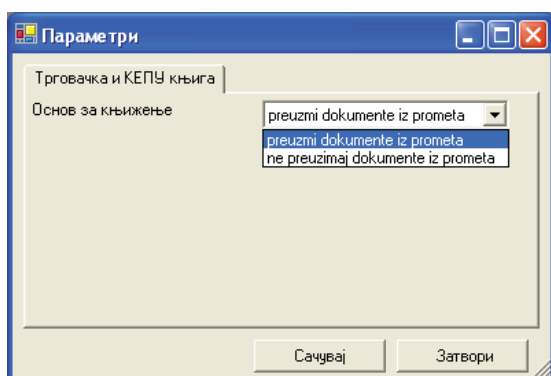 Параметри
Трговачка и КЕПУ књига
Основ за књижење
preuzmi dokumente iz prometa
preuzmi dokumente iz prometa
ne preuzimaj dokumente iz prometa
Сачувај
Затвори